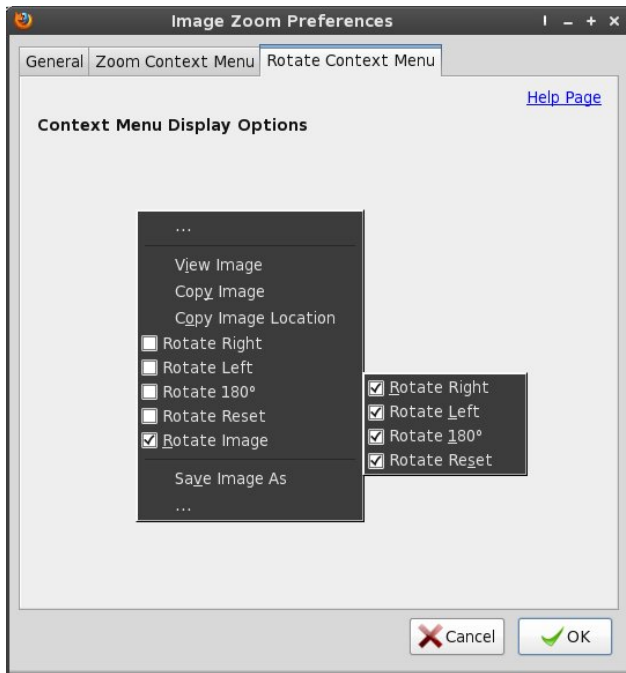 Image Zoom Preferences
General Zoom Context Menu Rotate Context Menu
Help Page
Context Menu Display Options
...
View Image
Copy Image
Copy Image Location
Rotate Right
Rotate Left
Rotate 180°
Rotate Reset
Rotate Image
Rotate Right
Rotate Left
Rotate 180°
Rotate Reset
Save Image As
...
Cancel OK